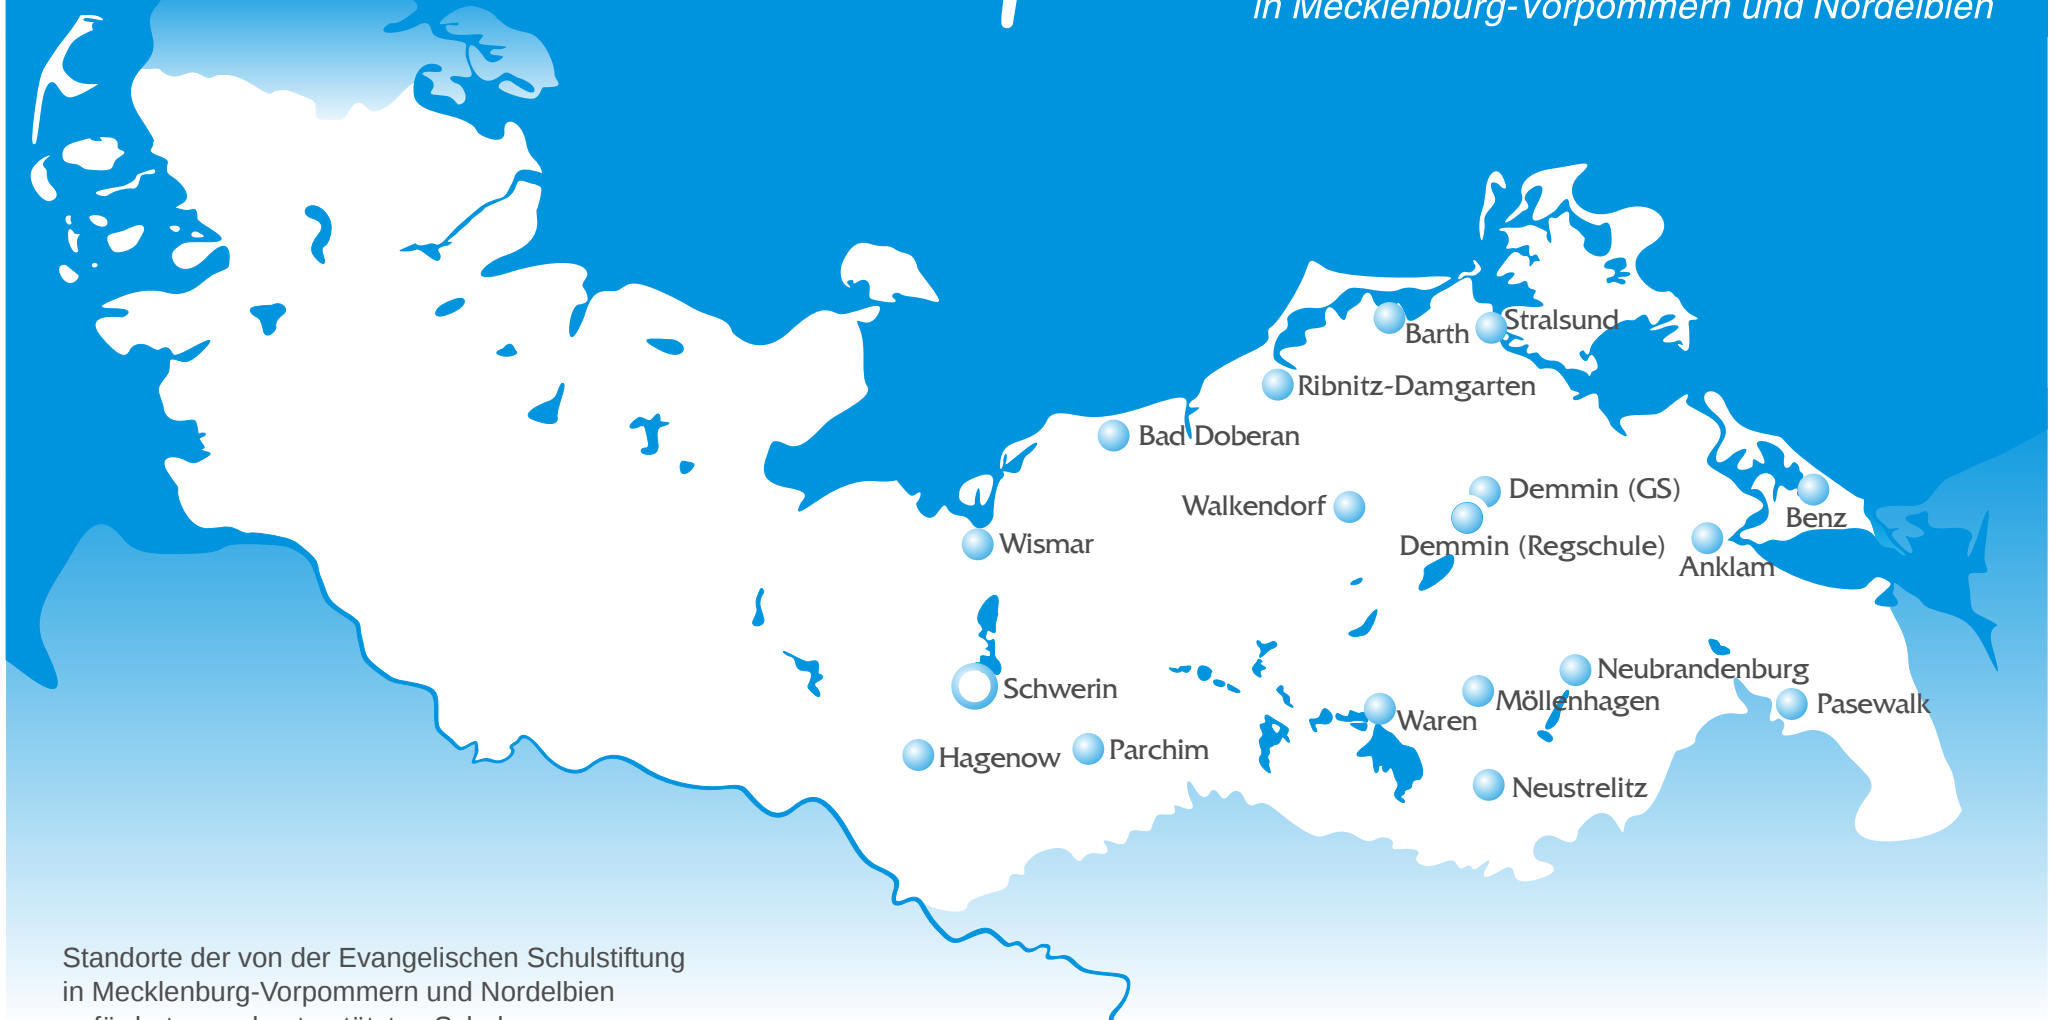 in Mecklenburg-Vorpommern und Nordelbien
Stralsund
Barth
Ribnitz-Damgarten
Bad Doberan
Demmin (GS)
Walkendorf
Benz
Wismar
Demmin (Regschule)
Anklam
Neubrandenburg
Schwerin
Möllenhagen
Pasewalk
Waren
Hagenow
Parchim
Neustrelitz
Standorte der von der Evangelischen Schulstiftung
in Mecklenburg-Vorpommern und Nordelbien